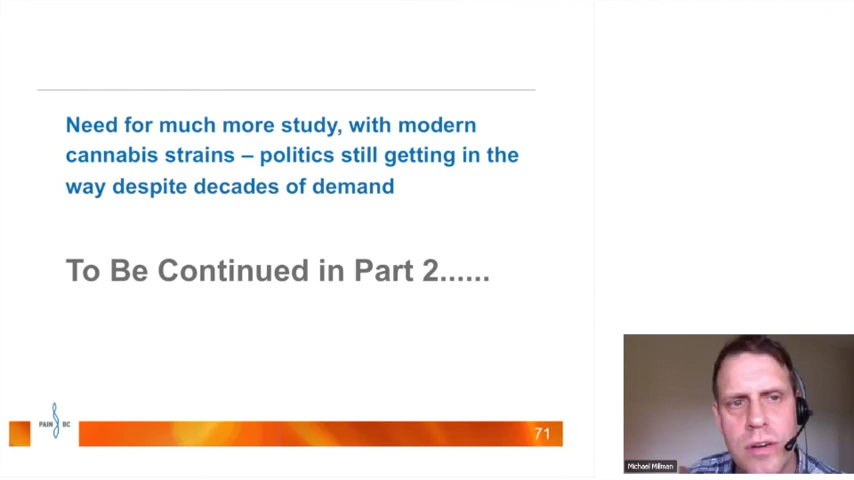 Need for much more study, with modern
cannabis strains – politics still getting in the
way despite decades of demand
To Be Continued in Part 2......
PAIN BC
71
Michael Millman